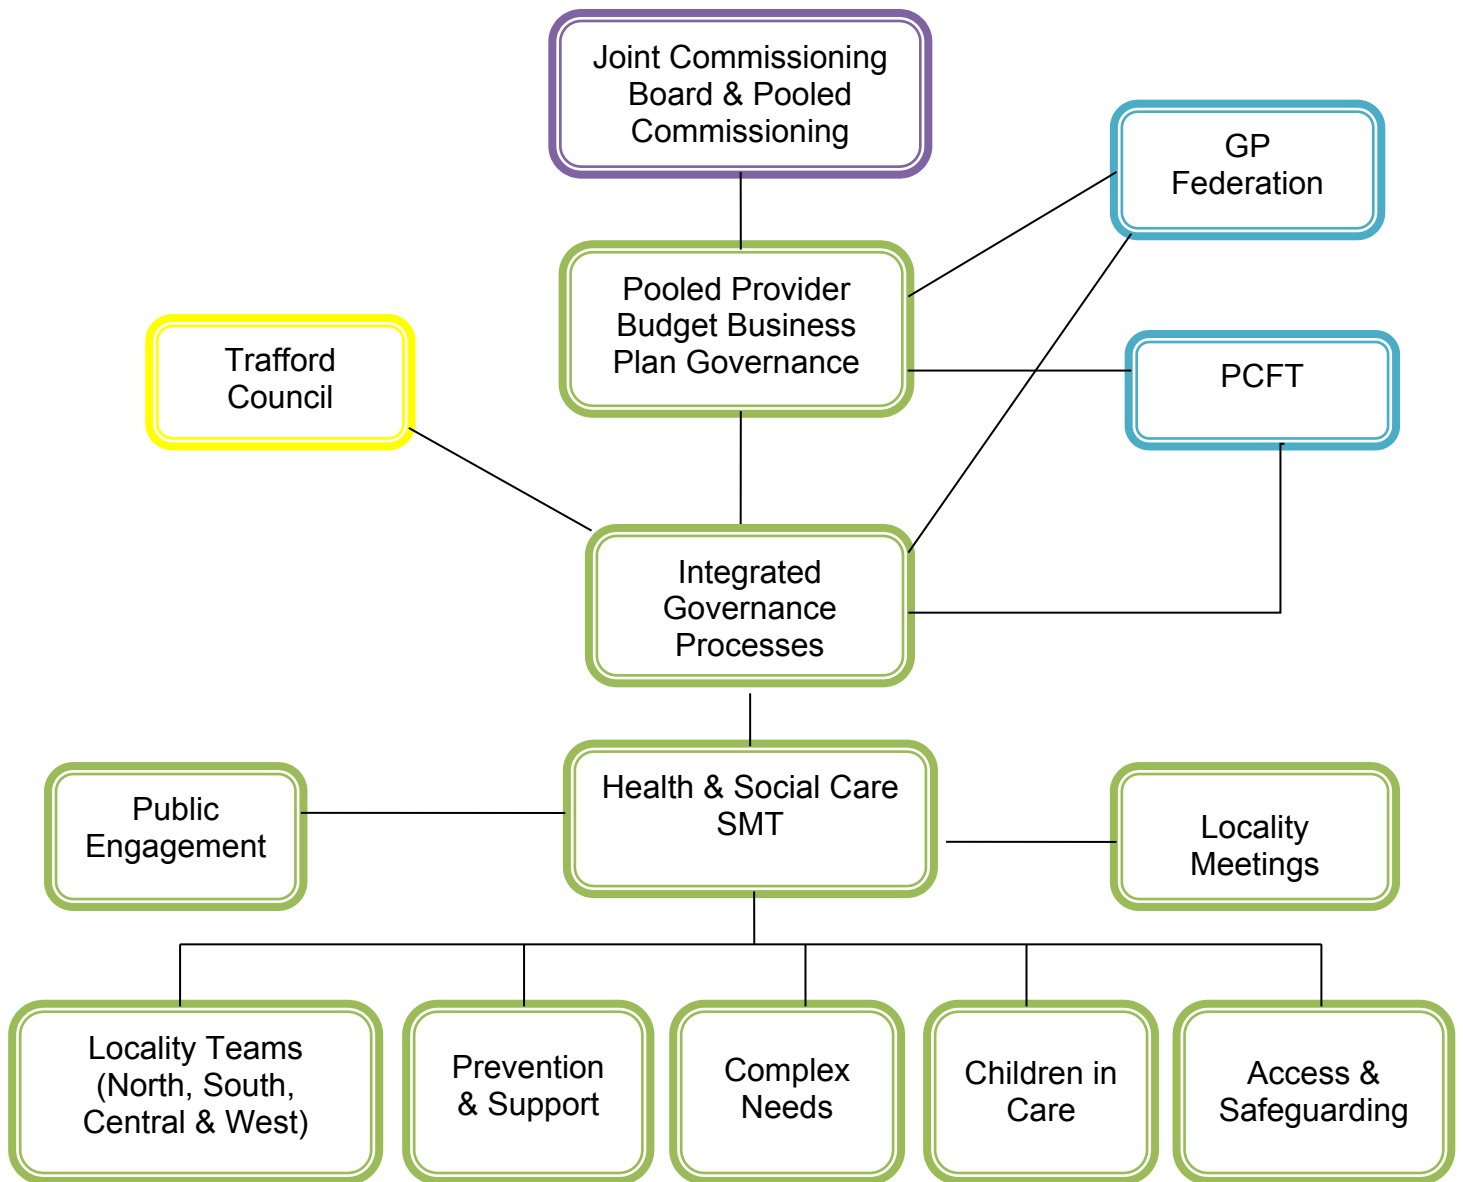 Joint Commissioning
Board & Pooled
Commissioning
GP
Federation
Pooled Provider
Budget Business
Plan Governance
Trafford
Council
PCFT
Integrated
Governance
Processes
Health & Social Care
SMT
Public
Engagement
Locality
Meetings
Locality Teams
(North, South,
Central & West)
Prevention
& Support
Complex
Needs
Children in
Care
Access &
Safeguarding